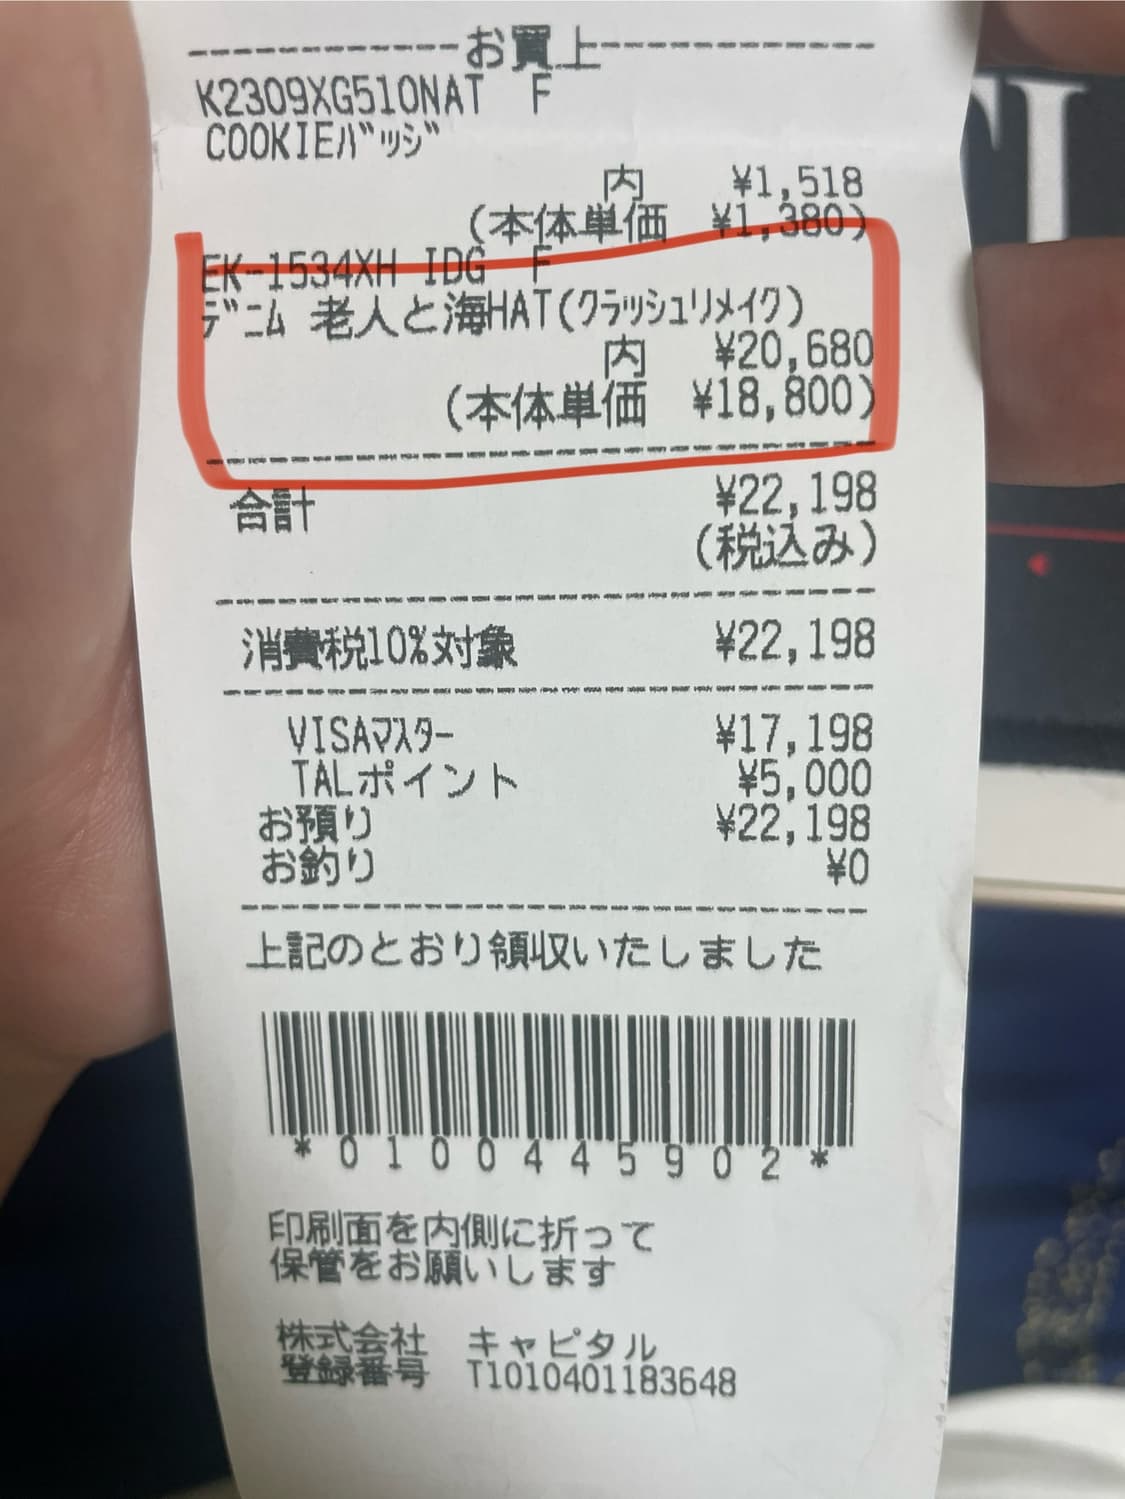 ------------お買上------------
K2309XG510NAT F
COOKIEバッジ
内 ¥1,518
(本体単価 ¥1,380)
EK-1534XH IDG F
デニム 老人と海HAT(クラッシュリメイク)
内 ¥20,680
(本体単価 ¥18,800)
合計 ¥22,198
(税込み)
消費税10%対象 ¥22,198
VISAマスター ¥17,198
TALポイント ¥5,000
お預り ¥22,198
お釣り ¥0
上記のとおり領収いたしました
*0100445902*
印刷面を内側に折って
保管をお願いします
株式会社 キャピタル
登録番号 T1010401183648